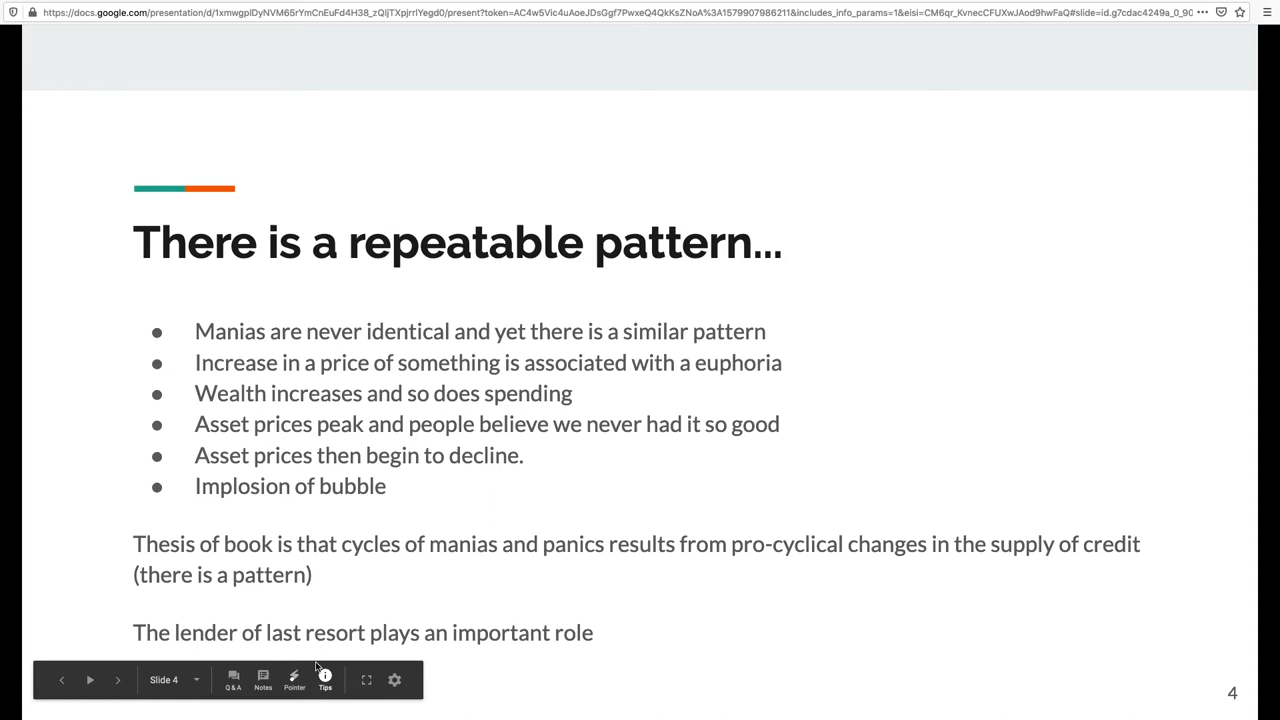 There is a repeatable pattern...
● Manias are never identical and yet there is a similar pattern
● Increase in a price of something is associated with a euphoria
● Wealth increases and so does spending
● Asset prices peak and people believe we never had it so good
● Asset prices then begin to decline.
● Implosion of bubble
Thesis of book is that cycles of manias and panics results from pro-cyclical changes in the supply of credit
(there is a pattern)
The lender of last resort plays an important role
Slide 4
Q & A
Notes
Pointer
Tips
4